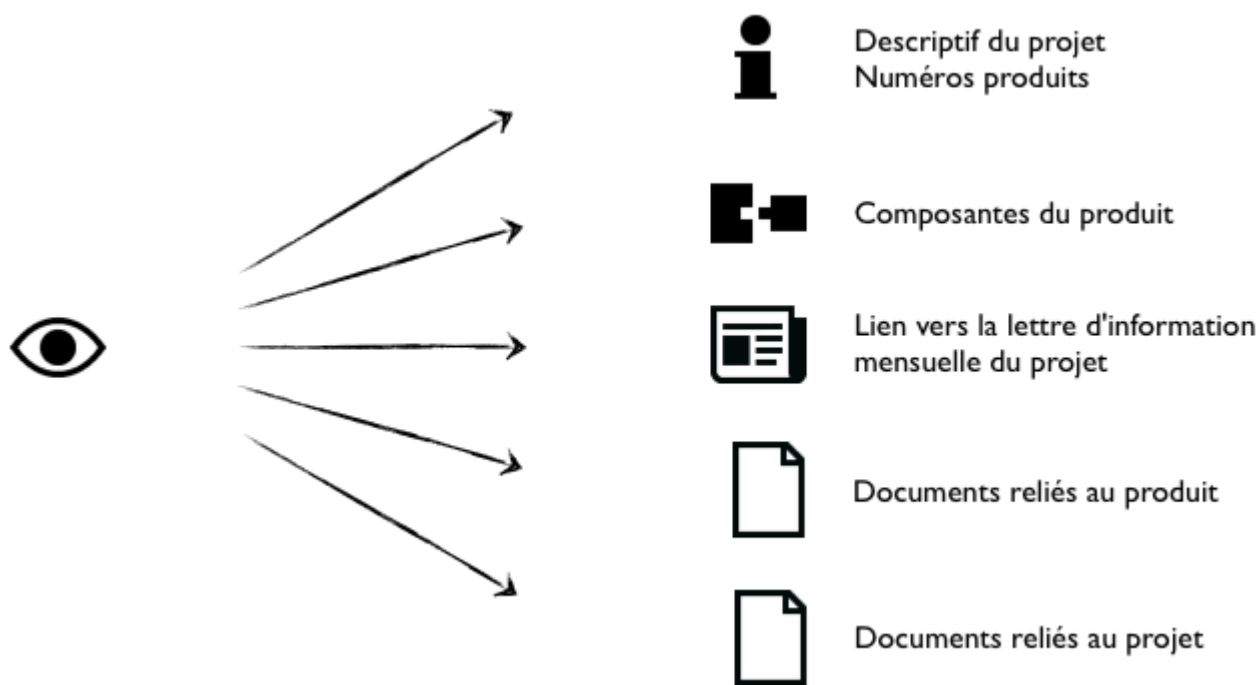 Descriptif du projet
Numéros produits
Composantes du produit
Lien vers la lettre d'information
mensuelle du projet
Documents reliés au produit
Documents reliés au projet